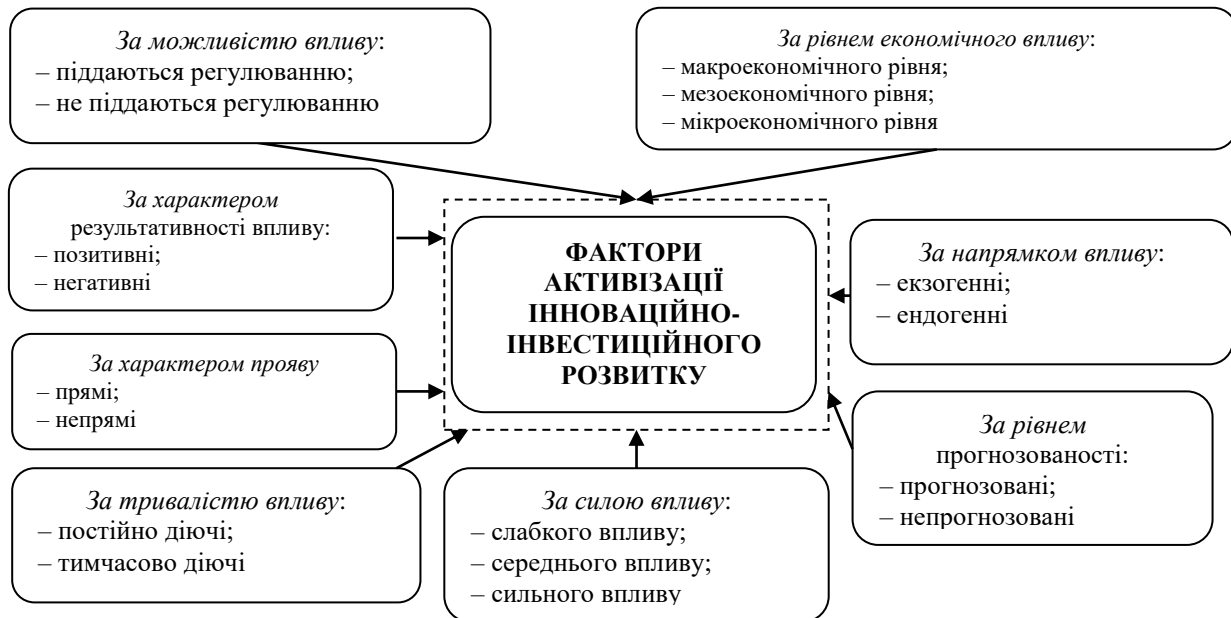 За можливістю впливу:
– піддаються регулюванню;
– не піддаються регулюванню
За рівнем економічного впливу:
– макроекономічного рівня;
– мезоекономічного рівня;
– мікроекономічного рівня
За характером
результативності впливу:
– позитивні;
– негативні
ФАКТОРИ
АКТИВІЗАЦІЇ
ІННОВАЦІЙНО-
ІНВЕСТИЦІЙНОГО
РОЗВИТКУ
За напрямком впливу:
– екзогенні;
– ендогенні
За характером прояву
– прямі;
– непрямі
За рівнем
прогнозованості:
– прогнозовані;
– непрогнозовані
За тривалістю впливу:
– постійно діючі;
– тимчасово діючі
За силою впливу:
– слабкого впливу;
– середнього впливу;
– сильного впливу